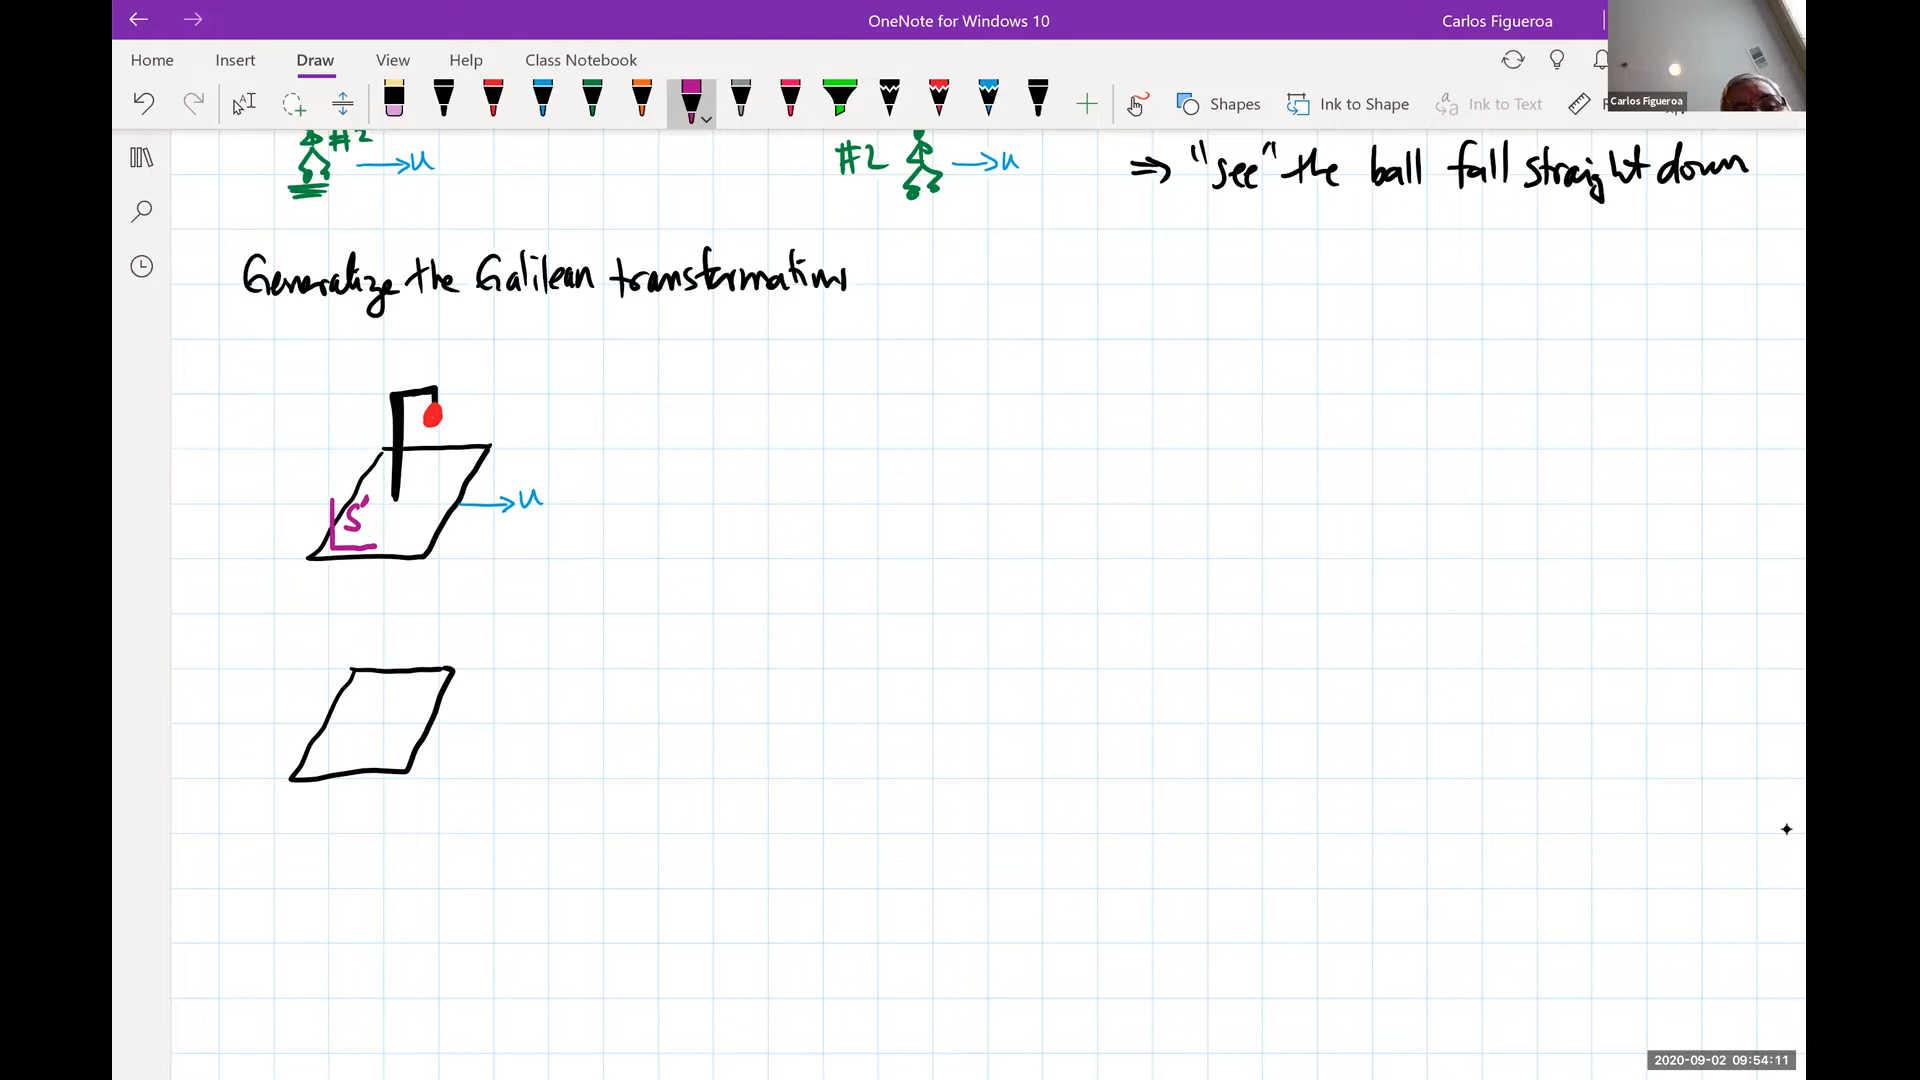 OneNote for Windows 10
Carlos Figueroa
Home Insert Draw View Help Class Notebook
Shapes Ink to Shape Ink to Text
Carlos Figueroa
#2 → u
#2 → u
⇒ "see" the ball fall straight down
Generalize the Galilean transformations
S'
→ u
2020-09-02 09:54:11